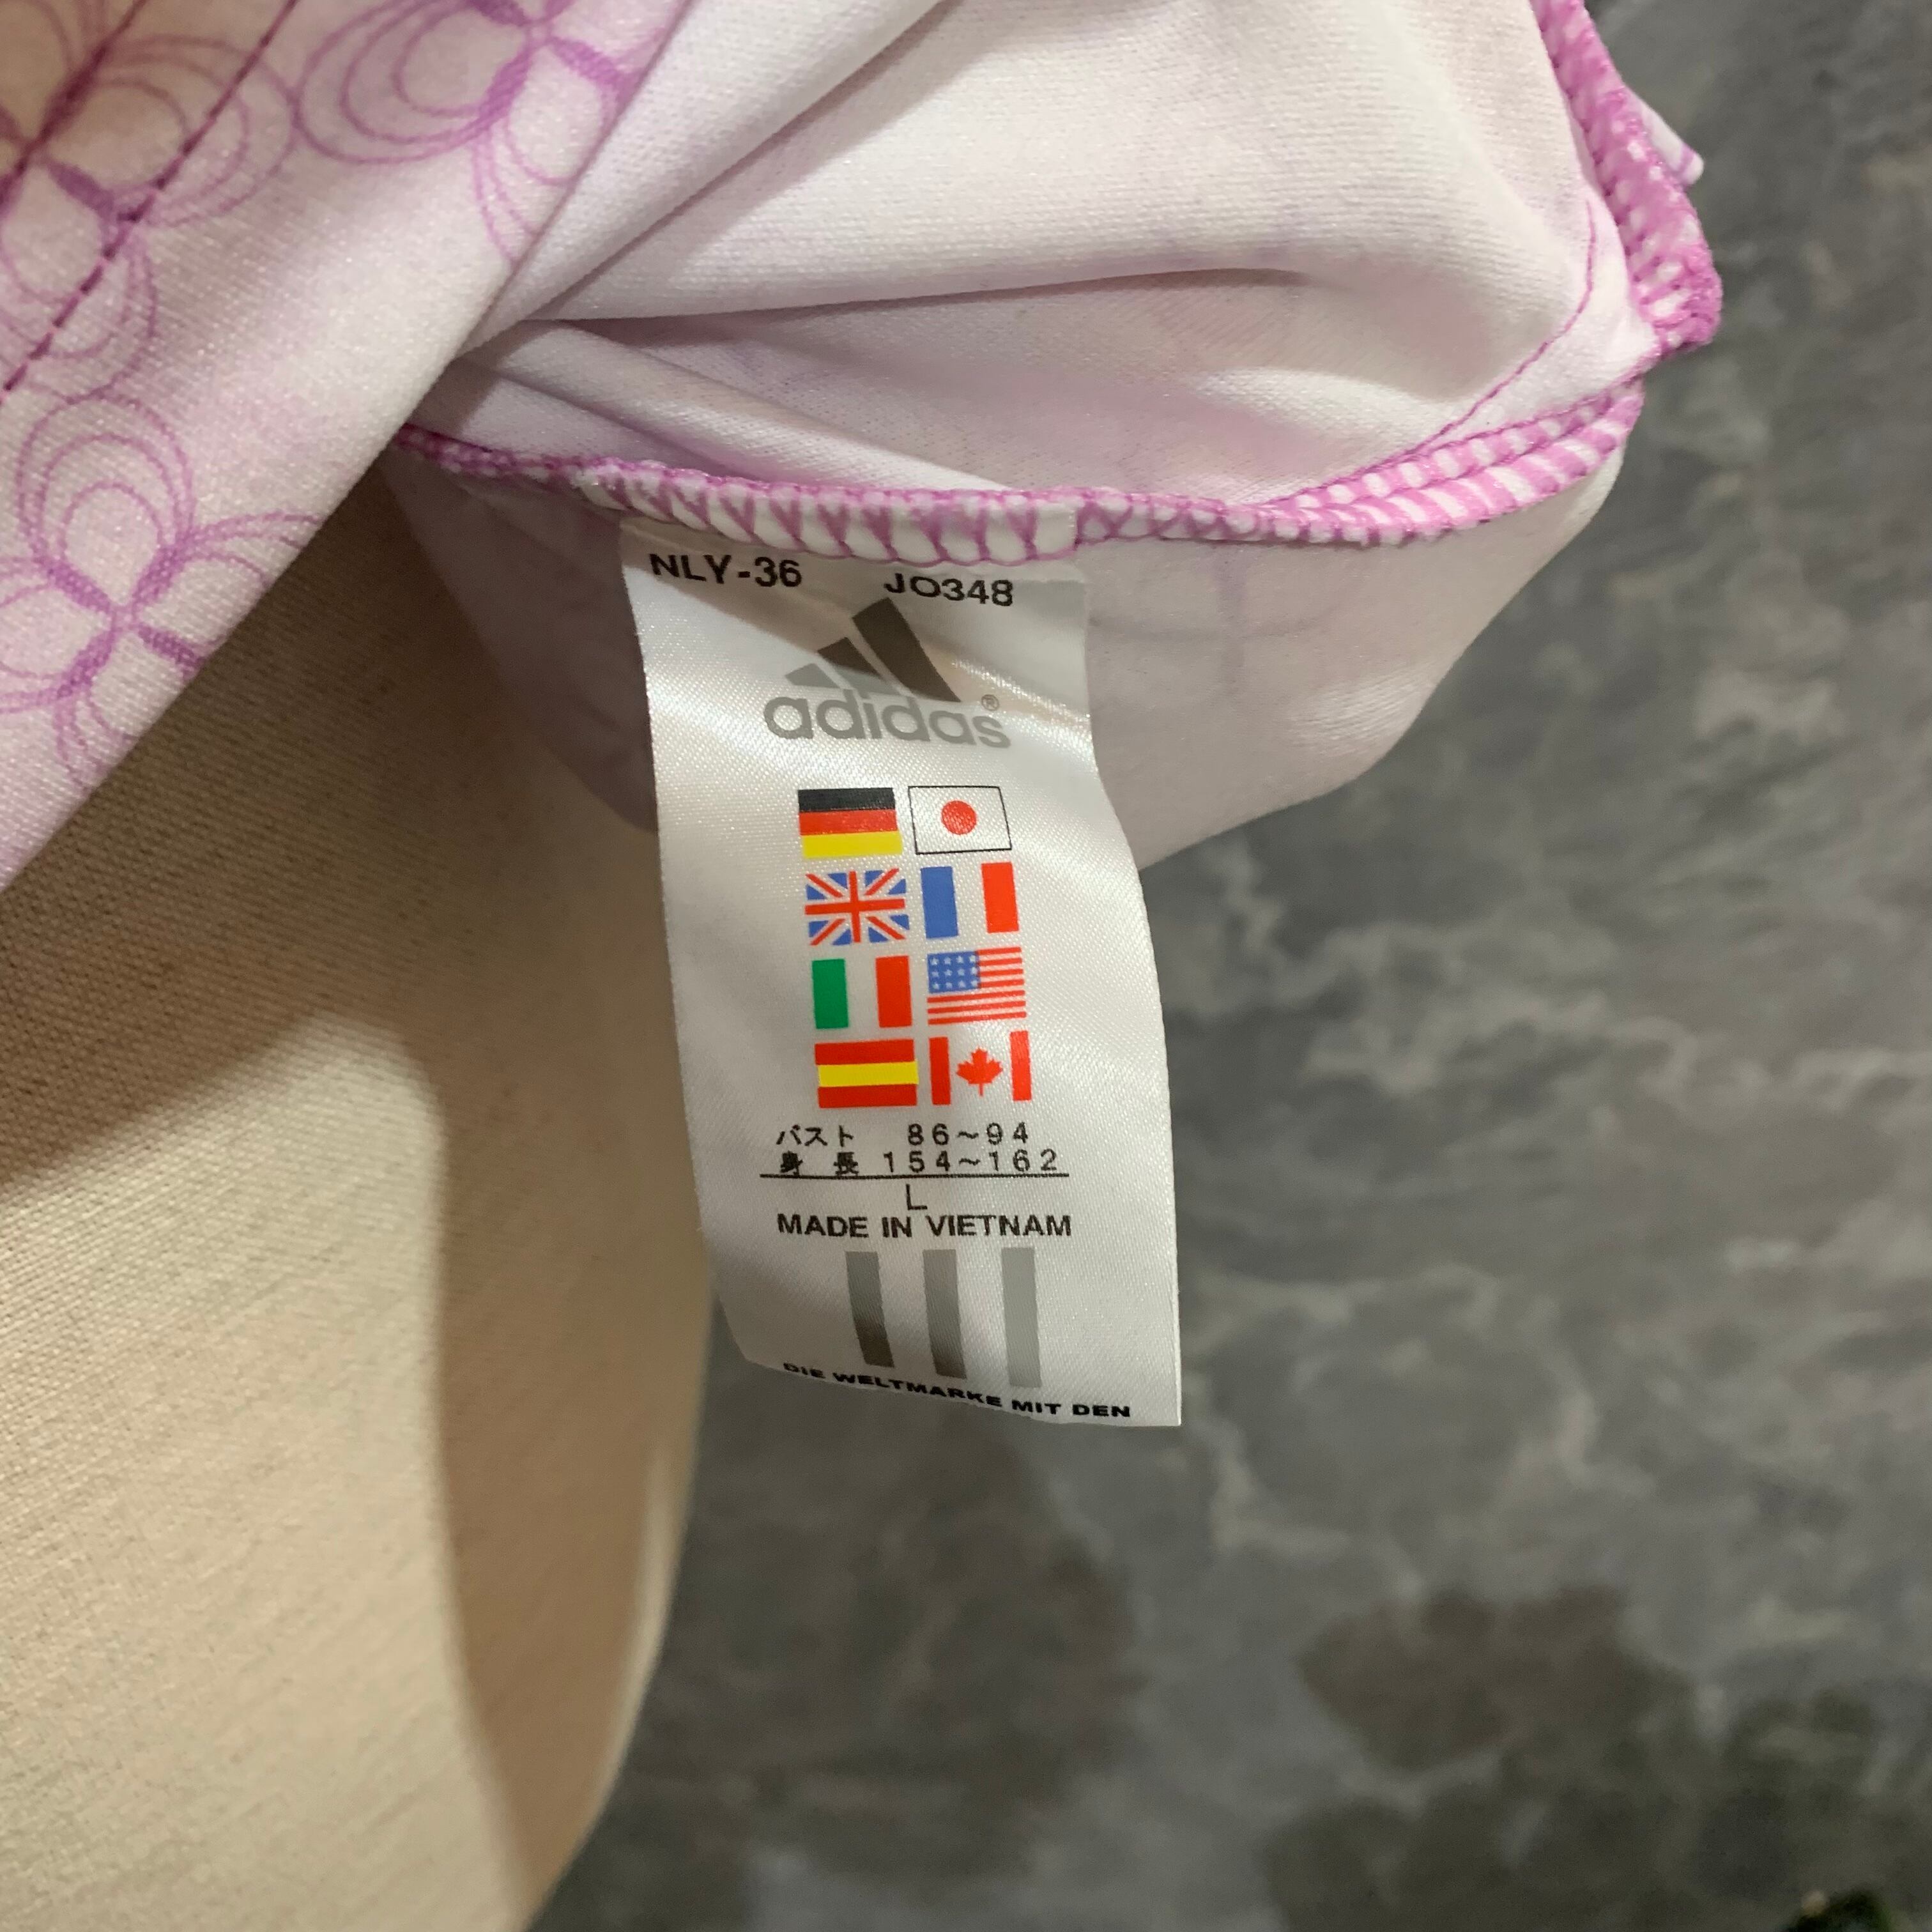 NLY-36 JO348
adidas®
バスト 86~94
身長 154~162
L
MADE IN VIETNAM
DIE WELTMARKE MIT DEN